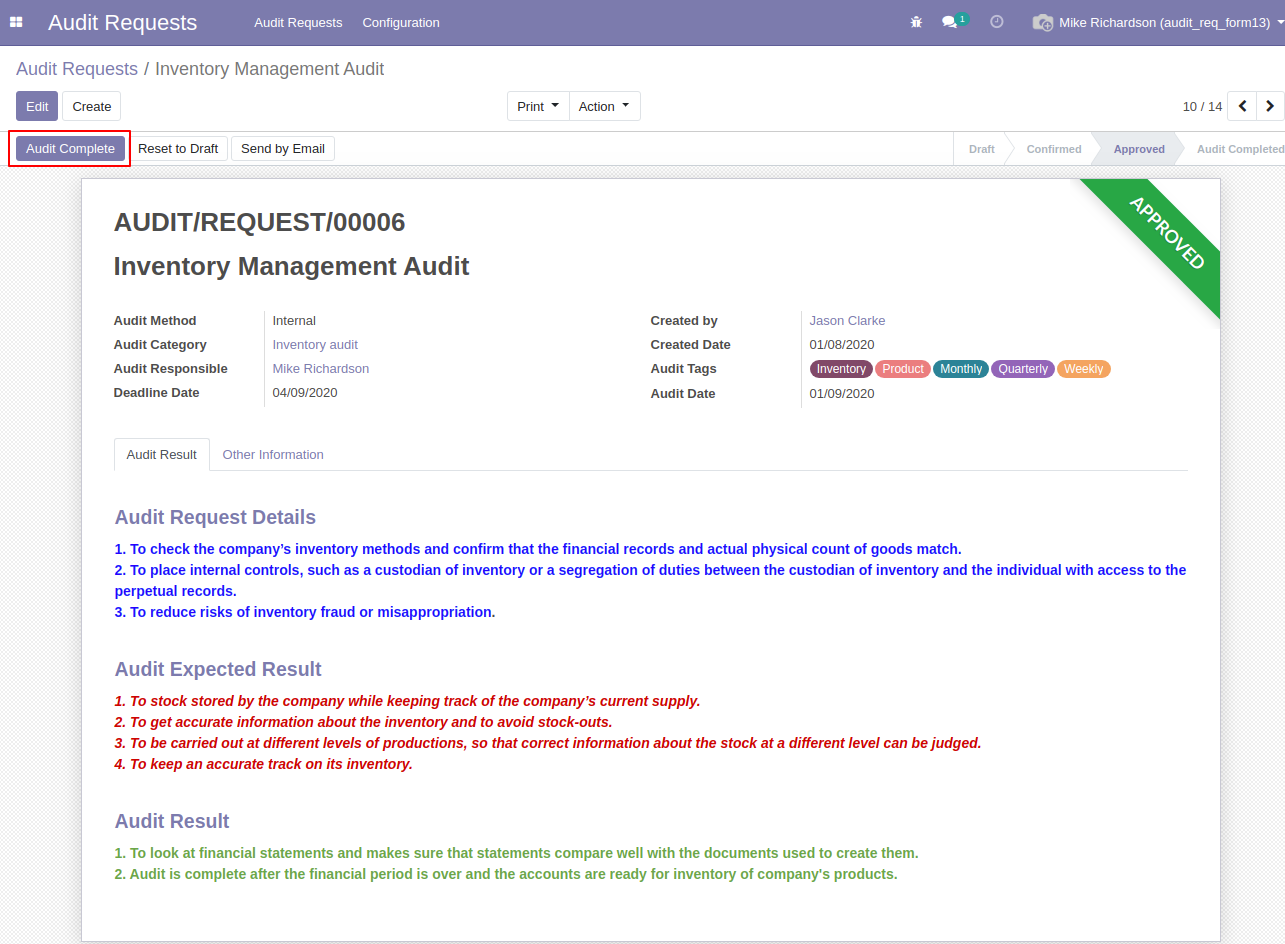 Audit Requests Audit Requests Configuration 1 Mike Richardson (audit_req_form13)
Audit Requests / Inventory Management Audit
Edit Create Print Action 10 / 14
Audit Complete Reset to Draft Send by Email Draft Confirmed Approved Audit Completed
APPROVED
AUDIT/REQUEST/00006
Inventory Management Audit
Audit Method Internal Created by Jason Clarke
Audit Category Inventory audit Created Date 01/08/2020
Audit Responsible Mike Richardson Audit Tags Inventory Product Monthly Quarterly Weekly
Deadline Date 04/09/2020 Audit Date 01/09/2020
Audit Result Other Information
Audit Request Details
1. To check the company’s inventory methods and confirm that the financial records and actual physical count of goods match.
2. To place internal controls, such as a custodian of inventory or a segregation of duties between the custodian of inventory and the individual with access to the
perpetual records.
3. To reduce risks of inventory fraud or misappropriation.
Audit Expected Result
1. To stock stored by the company while keeping track of the company’s current supply.
2. To get accurate information about the inventory and to avoid stock-outs.
3. To be carried out at different levels of productions, so that correct information about the stock at a different level can be judged.
4. To keep an accurate track on its inventory.
Audit Result
1. To look at financial statements and makes sure that statements compare well with the documents used to create them.
2. Audit is complete after the financial period is over and the accounts are ready for inventory of company's products.